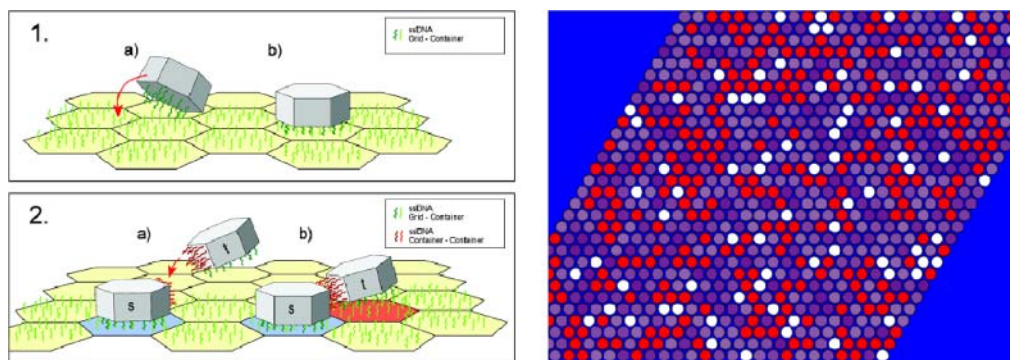 1.
a)
b)
ssDNA
Grid - Container
2.
a)
b)
ssDNA
Grid - Container
ssDNA
Container - Container
t
t
s
s